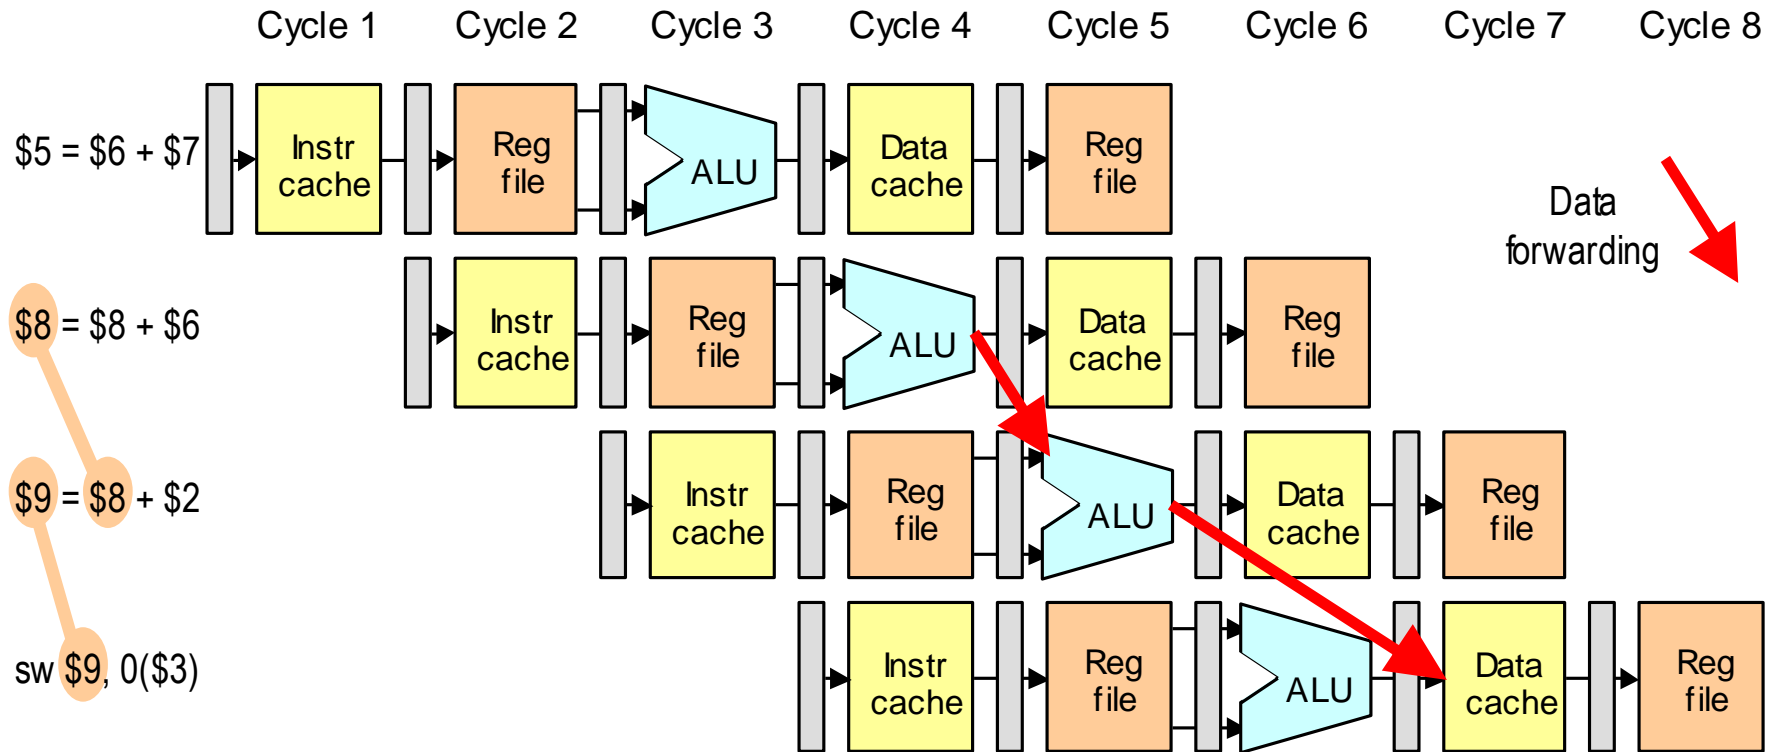 Cycle 1 Cycle 2 Cycle 3 Cycle 4 Cycle 5 Cycle 6 Cycle 7 Cycle 8
$5 = $6 + $7
Instr
cache
Reg
file
ALU
Data
cache
Reg
file
Data
forwarding
$8 = $8 + $6
Instr
cache
Reg
file
ALU
Data
cache
Reg
file
$9 = $8 + $2
Instr
cache
Reg
file
ALU
Data
cache
Reg
file
sw $9, 0($3)
Instr
cache
Reg
file
ALU
Data
cache
Reg
file